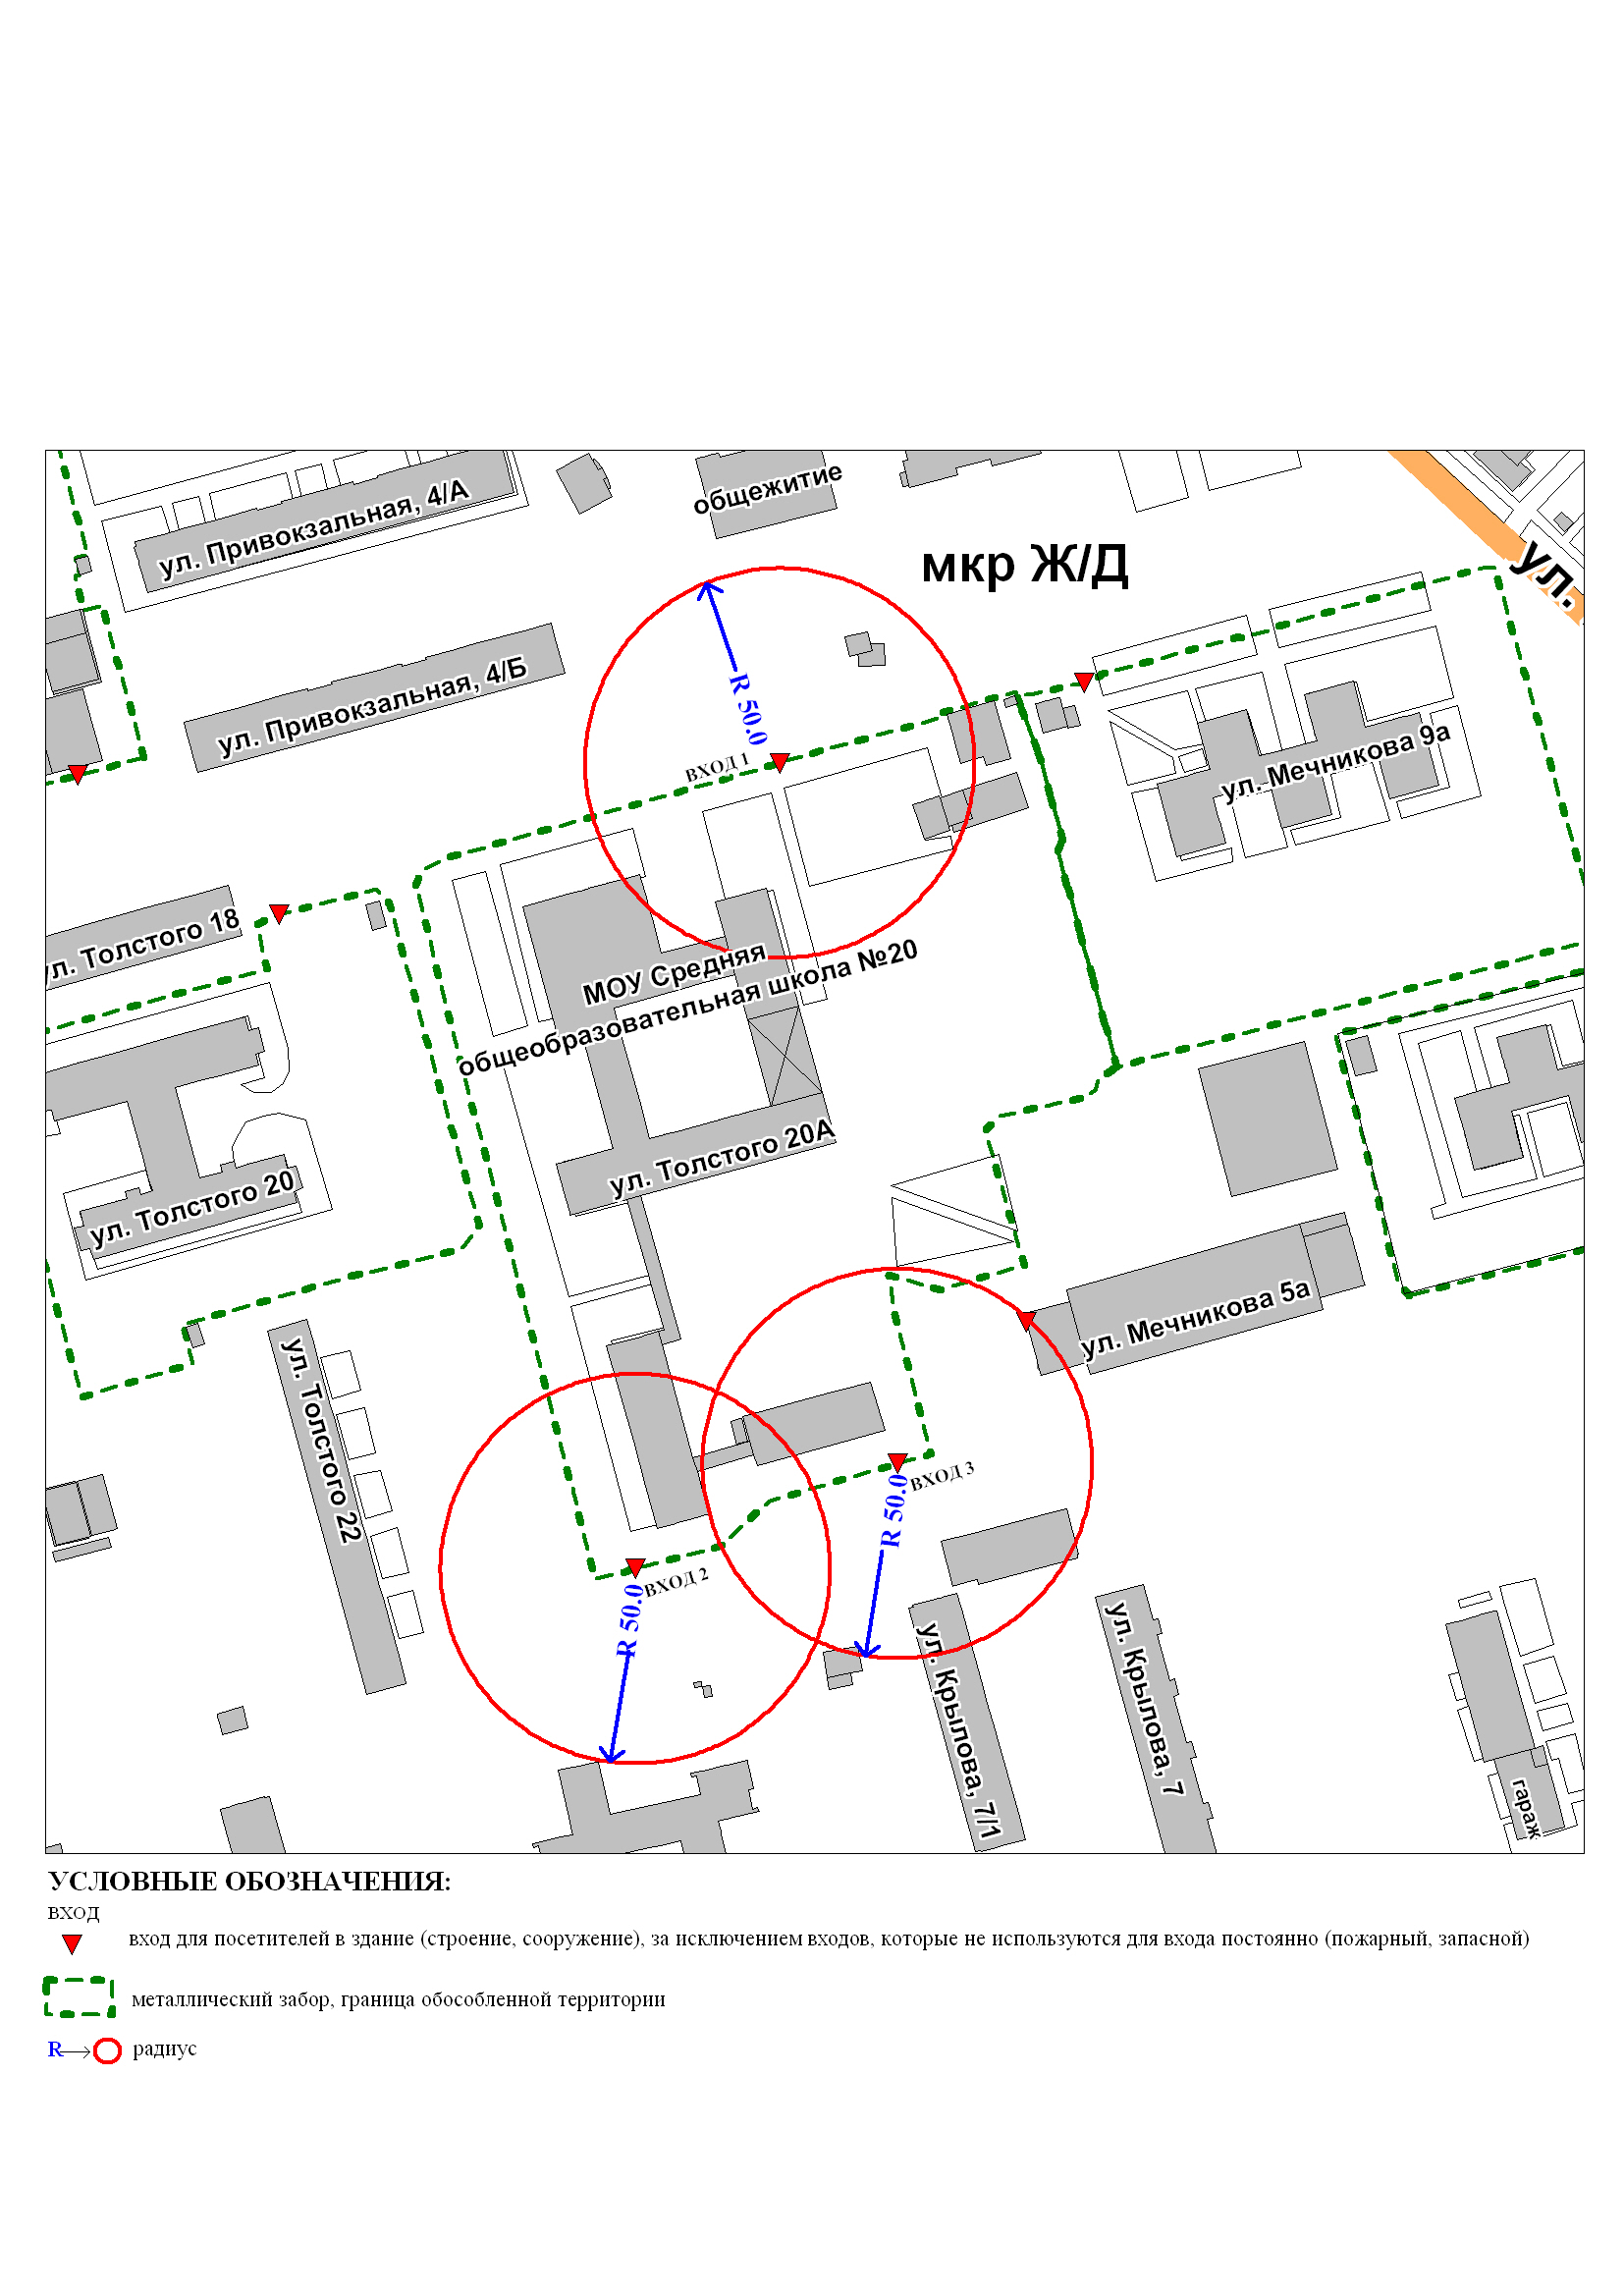 общежитие
ул. Привокзальная, 4/А
мкр Ж/Д
ул.
ул. Привокзальная, 4/Б
R 50.0
ВХОД 1
ул. Мечникова 9а
ул. Толстого 18
МОУ Средняя
общеобразовательная школа №20
ул. Толстого 20А
ул. Толстого 20
ул. Мечникова 5а
ул. Толстого 22
ВХОД 3
R 50.0
ВХОД 2
R 50.0
ул. Крылова, 7/1
ул. Крылова, 7
гараж
УСЛОВНЫЕ ОБОЗНАЧЕНИЯ:
ВХОД
вход для посетителей в здание (строение, сооружение), за исключением входов, которые не используются для входа постоянно (пожарный, запасной)
металлический забор, граница обособленной территории
R радиус